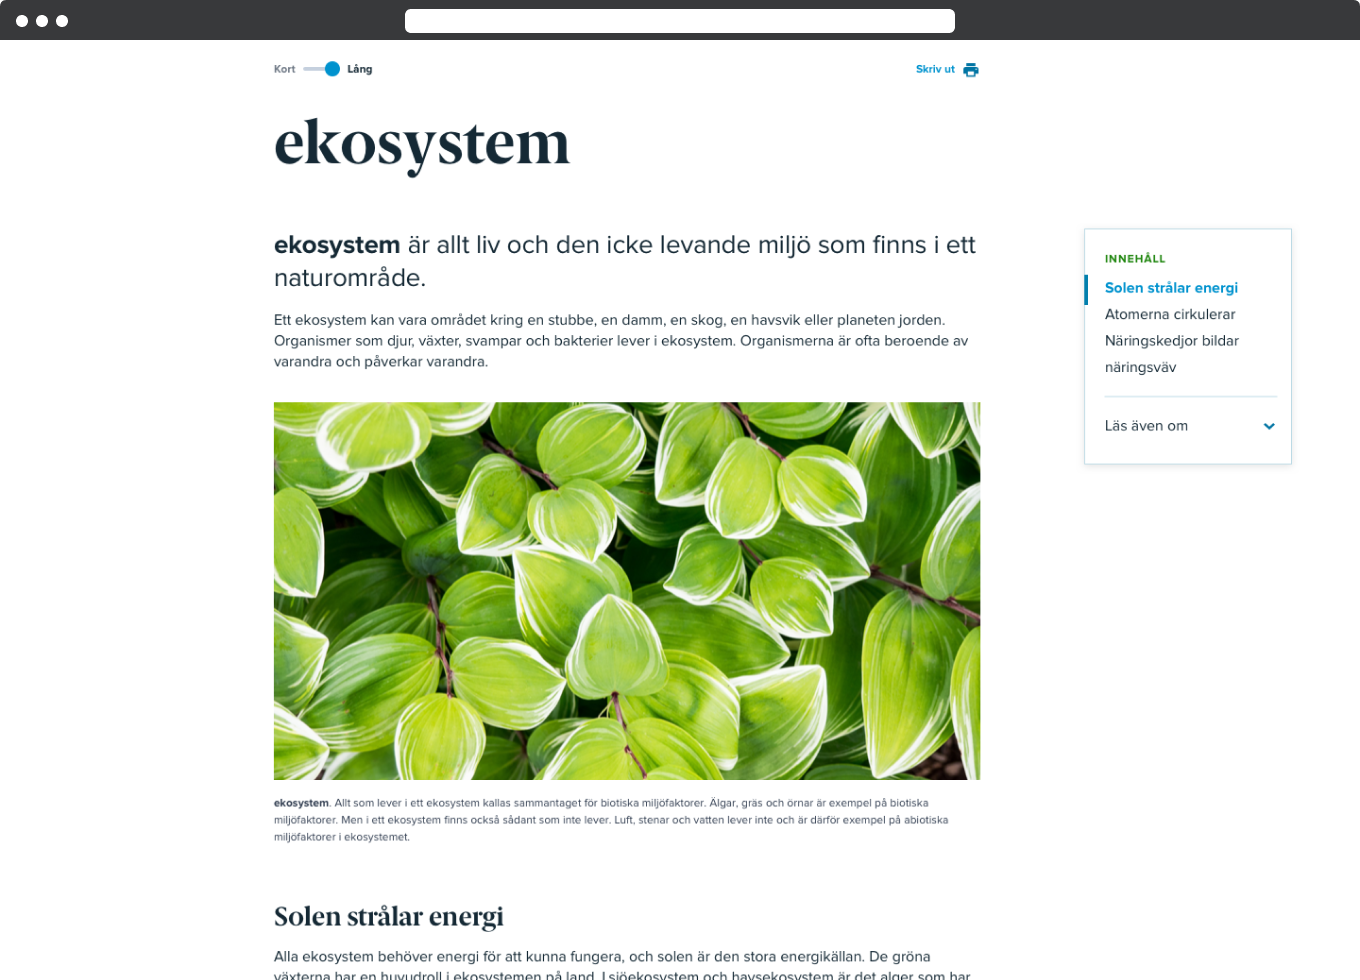 Kort Lång
Skriv ut
ekosystem
ekosystem är allt liv och den icke levande miljö som finns i ett
naturområde.
Ett ekosystem kan vara området kring en stubbe, en damm, en skog, en havsvik eller planeten jorden.
Organismer som djur, växter, svampar och bakterier lever i ekosystem. Organismerna är ofta beroende av
varandra och påverkar varandra.
ekosystem. Allt som lever i ett ekosystem kallas sammantaget för biotiska miljöfaktorer. Älgar, gräs och örnar är exempel på biotiska
miljöfaktorer. Men i ett ekosystem finns också sådant som inte lever. Luft, stenar och vatten lever inte och är därför exempel på abiotiska
miljöfaktorer i ekosystemet.
Solen strålar energi
Alla ekosystem behöver energi för att kunna fungera, och solen är den stora energikällan. De gröna
växterna har en huvudroll i ekosystemen på land. I sjöekosystem och havsekosystem är det alger som har
INNEHÅLL
Solen strålar energi
Atomerna cirkulerar
Näringskedjor bildar
näringsväv
Läs även om